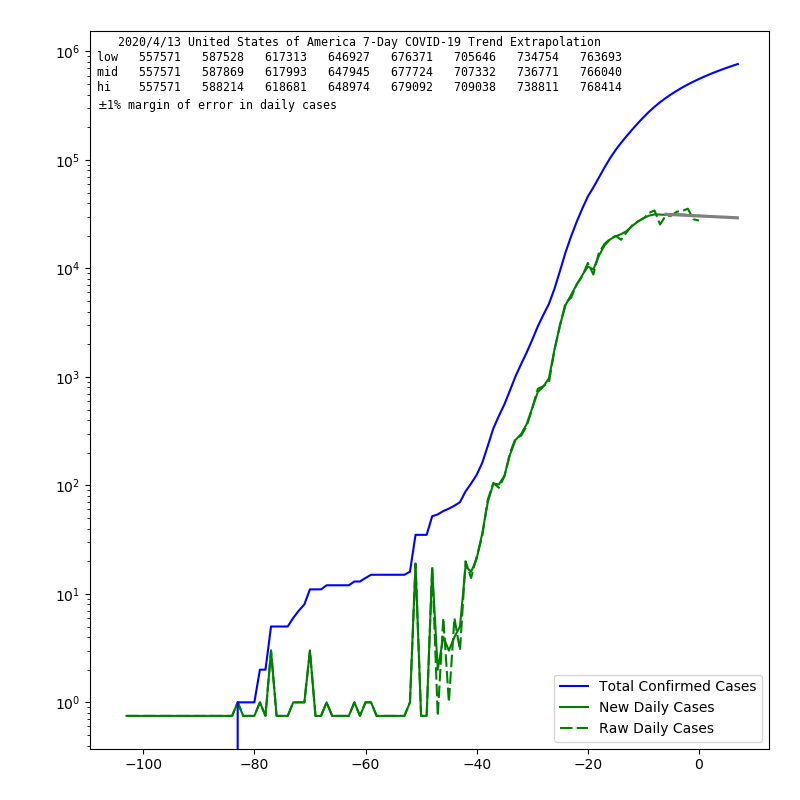 2020/4/13 United States of America 7-Day COVID-19 Trend Extrapolation
low 557571 587528 617313 646927 676371 705646 734754 763693
mid 557571 587869 617993 647945 677724 707332 736771 766040
hi 557571 588214 618681 648974 679092 709038 738811 768414
±1% margin of error in daily cases
10⁶
10⁵
10⁴
10³
10²
10¹
10⁰
Total Confirmed Cases
New Daily Cases
Raw Daily Cases
−100 −80 −60 −40 −20 0